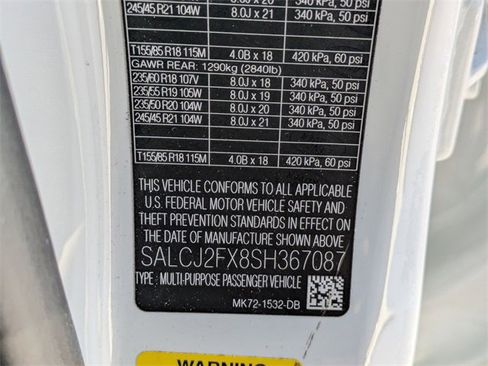 245/45 R21 104W 8.0J x 21 340 kPa, 50 psi
T155/85 R18 115M 4.0B x 18 420 kPa, 60 psi
GAWR REAR: 1290kg (2840lb)
235/60 R18 107V 8.0J x 18 340 kPa, 50 psi
235/55 R19 105W 8.0J x 19 340 kPa, 50 psi
235/50 R20 104W 8.0J x 20 340 kPa, 50 psi
245/45 R21 104W 8.0J x 21 340 kPa, 50 psi
T155/85 R18 115M 4.0B x 18 420 kPa, 60 psi
THIS VEHICLE CONFORMS TO ALL APPLICABLE
U.S. FEDERAL MOTOR VEHICLE SAFETY AND
THEFT PREVENTION STANDARDS IN EFFECT ON
THE DATE OF MANUFACTURE SHOWN ABOVE
SALCJ2FX8SH367087
TYPE : MULTI-PURPOSE PASSENGER VEHICLE
MK72-1532-DB
WARNING: